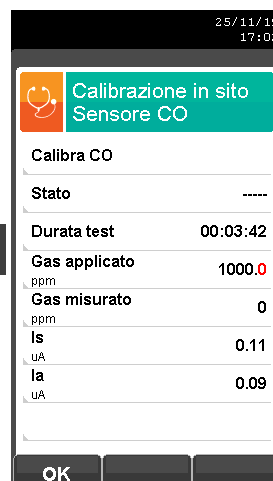 25/11/1
17:0
Calibrazione in sito
Sensore CO
Calibra CO
Stato -----
Durata test 00:03:42
Gas applicato 1000.0
ppm
Gas misurato 0
ppm
Is 0.11
uA
Ia 0.09
uA
OK